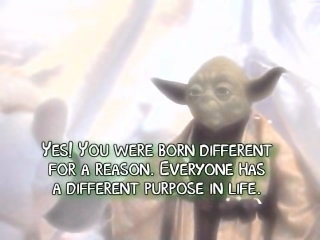 Yes! You were born different
for a reason. Everyone has
a different purpose in life.